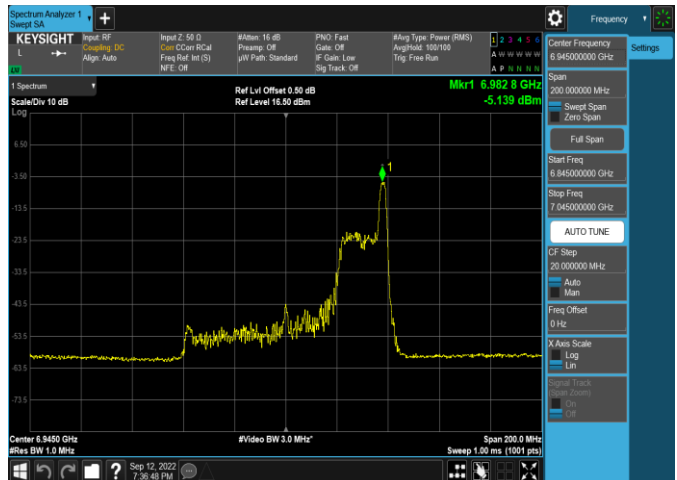 Spectrum Analyzer 1
Swept SA
+
Frequency
KEYSIGHT
L
LV
Input: RF
Coupling: DC
Align: Auto
Input Z: 50 Ω
Corr CCorr RCal
Freq Ref: Int (S)
NFE: Off
#Atten: 16 dB
Preamp: Off
µW Path: Standard
PNO: Fast
Gate: Off
IF Gain: Low
Sig Track: Off
#Avg Type: Power (RMS)
Avg|Hold: 100/100
Trig: Free Run
1 2 3 4 5 6
A W W W W W
A P N N N N
1 Spectrum
Scale/Div 10 dB
Log
Ref Lvl Offset 0.50 dB
Ref Level 16.50 dBm
Mkr1 6.982 8 GHz
-5.139 dBm
1
6.50
-3.50
-13.5
-23.5
-33.5
-43.5
-53.5
-63.5
-73.5
Center 6.9450 GHz
#Res BW 1.0 MHz
#Video BW 3.0 MHz*
Span 200.0 MHz
Sweep 1.00 ms (1001 pts)
Center Frequency
6.945000000 GHz
Span
200.000000 MHz
Swept Span
Zero Span
Full Span
Start Freq
6.845000000 GHz
Stop Freq
7.045000000 GHz
AUTO TUNE
CF Step
20.000000 MHz
Auto
Man
Freq Offset
0 Hz
X Axis Scale
Log
Lin
Signal Track
(Span Zoom)
On
Off
Settings
?
Sep 12, 2022
7:36:48 PM